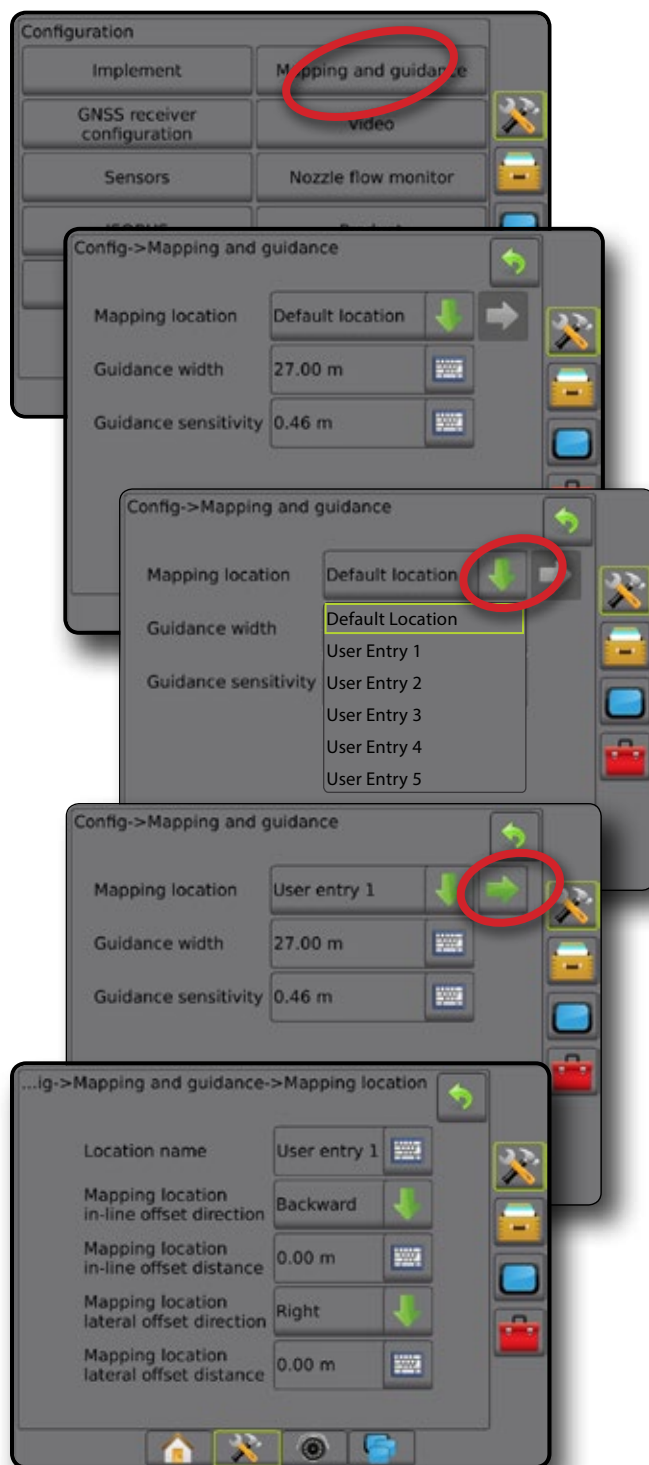 Configuration
Implement
Mapping and guidance
GNSS receiver
configuration
Video
Sensors
Nozzle flow monitor
Config->Mapping and guidance
Mapping location
Default location
Guidance width
27.00 m
Guidance sensitivity
0.46 m
Config->Mapping and guidance
Mapping location
Default location
Guidance width
Guidance sensitivity
Default Location
User Entry 1
User Entry 2
User Entry 3
User Entry 4
User Entry 5
Config->Mapping and guidance
Mapping location
User entry 1
Guidance width
27.00 m
Guidance sensitivity
0.46 m
...ig->Mapping and guidance->Mapping location
Location name
User entry 1
Mapping location
in-line offset direction
Backward
Mapping location
in-line offset distance
0.00 m
Mapping location
lateral offset direction
Right
Mapping location
lateral offset distance
0.00 m